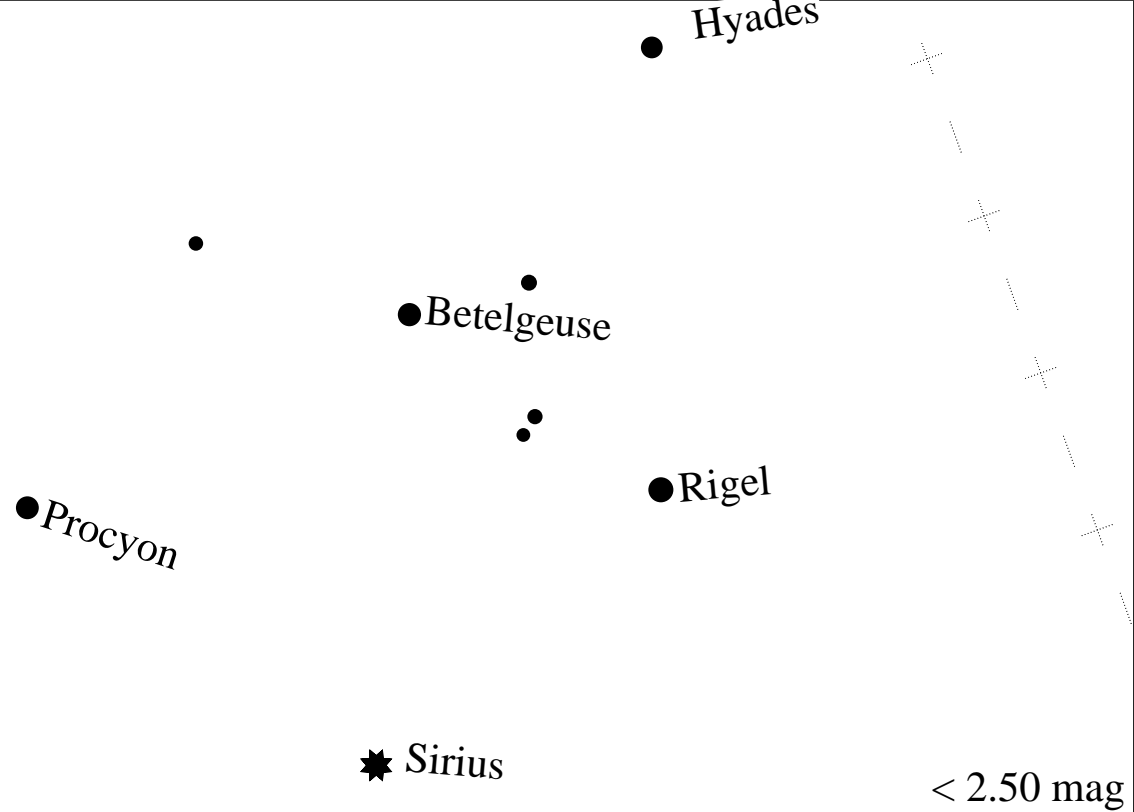 Hyades
Betelgeuse
Rigel
Procyon
Sirius
< 2.50 mag